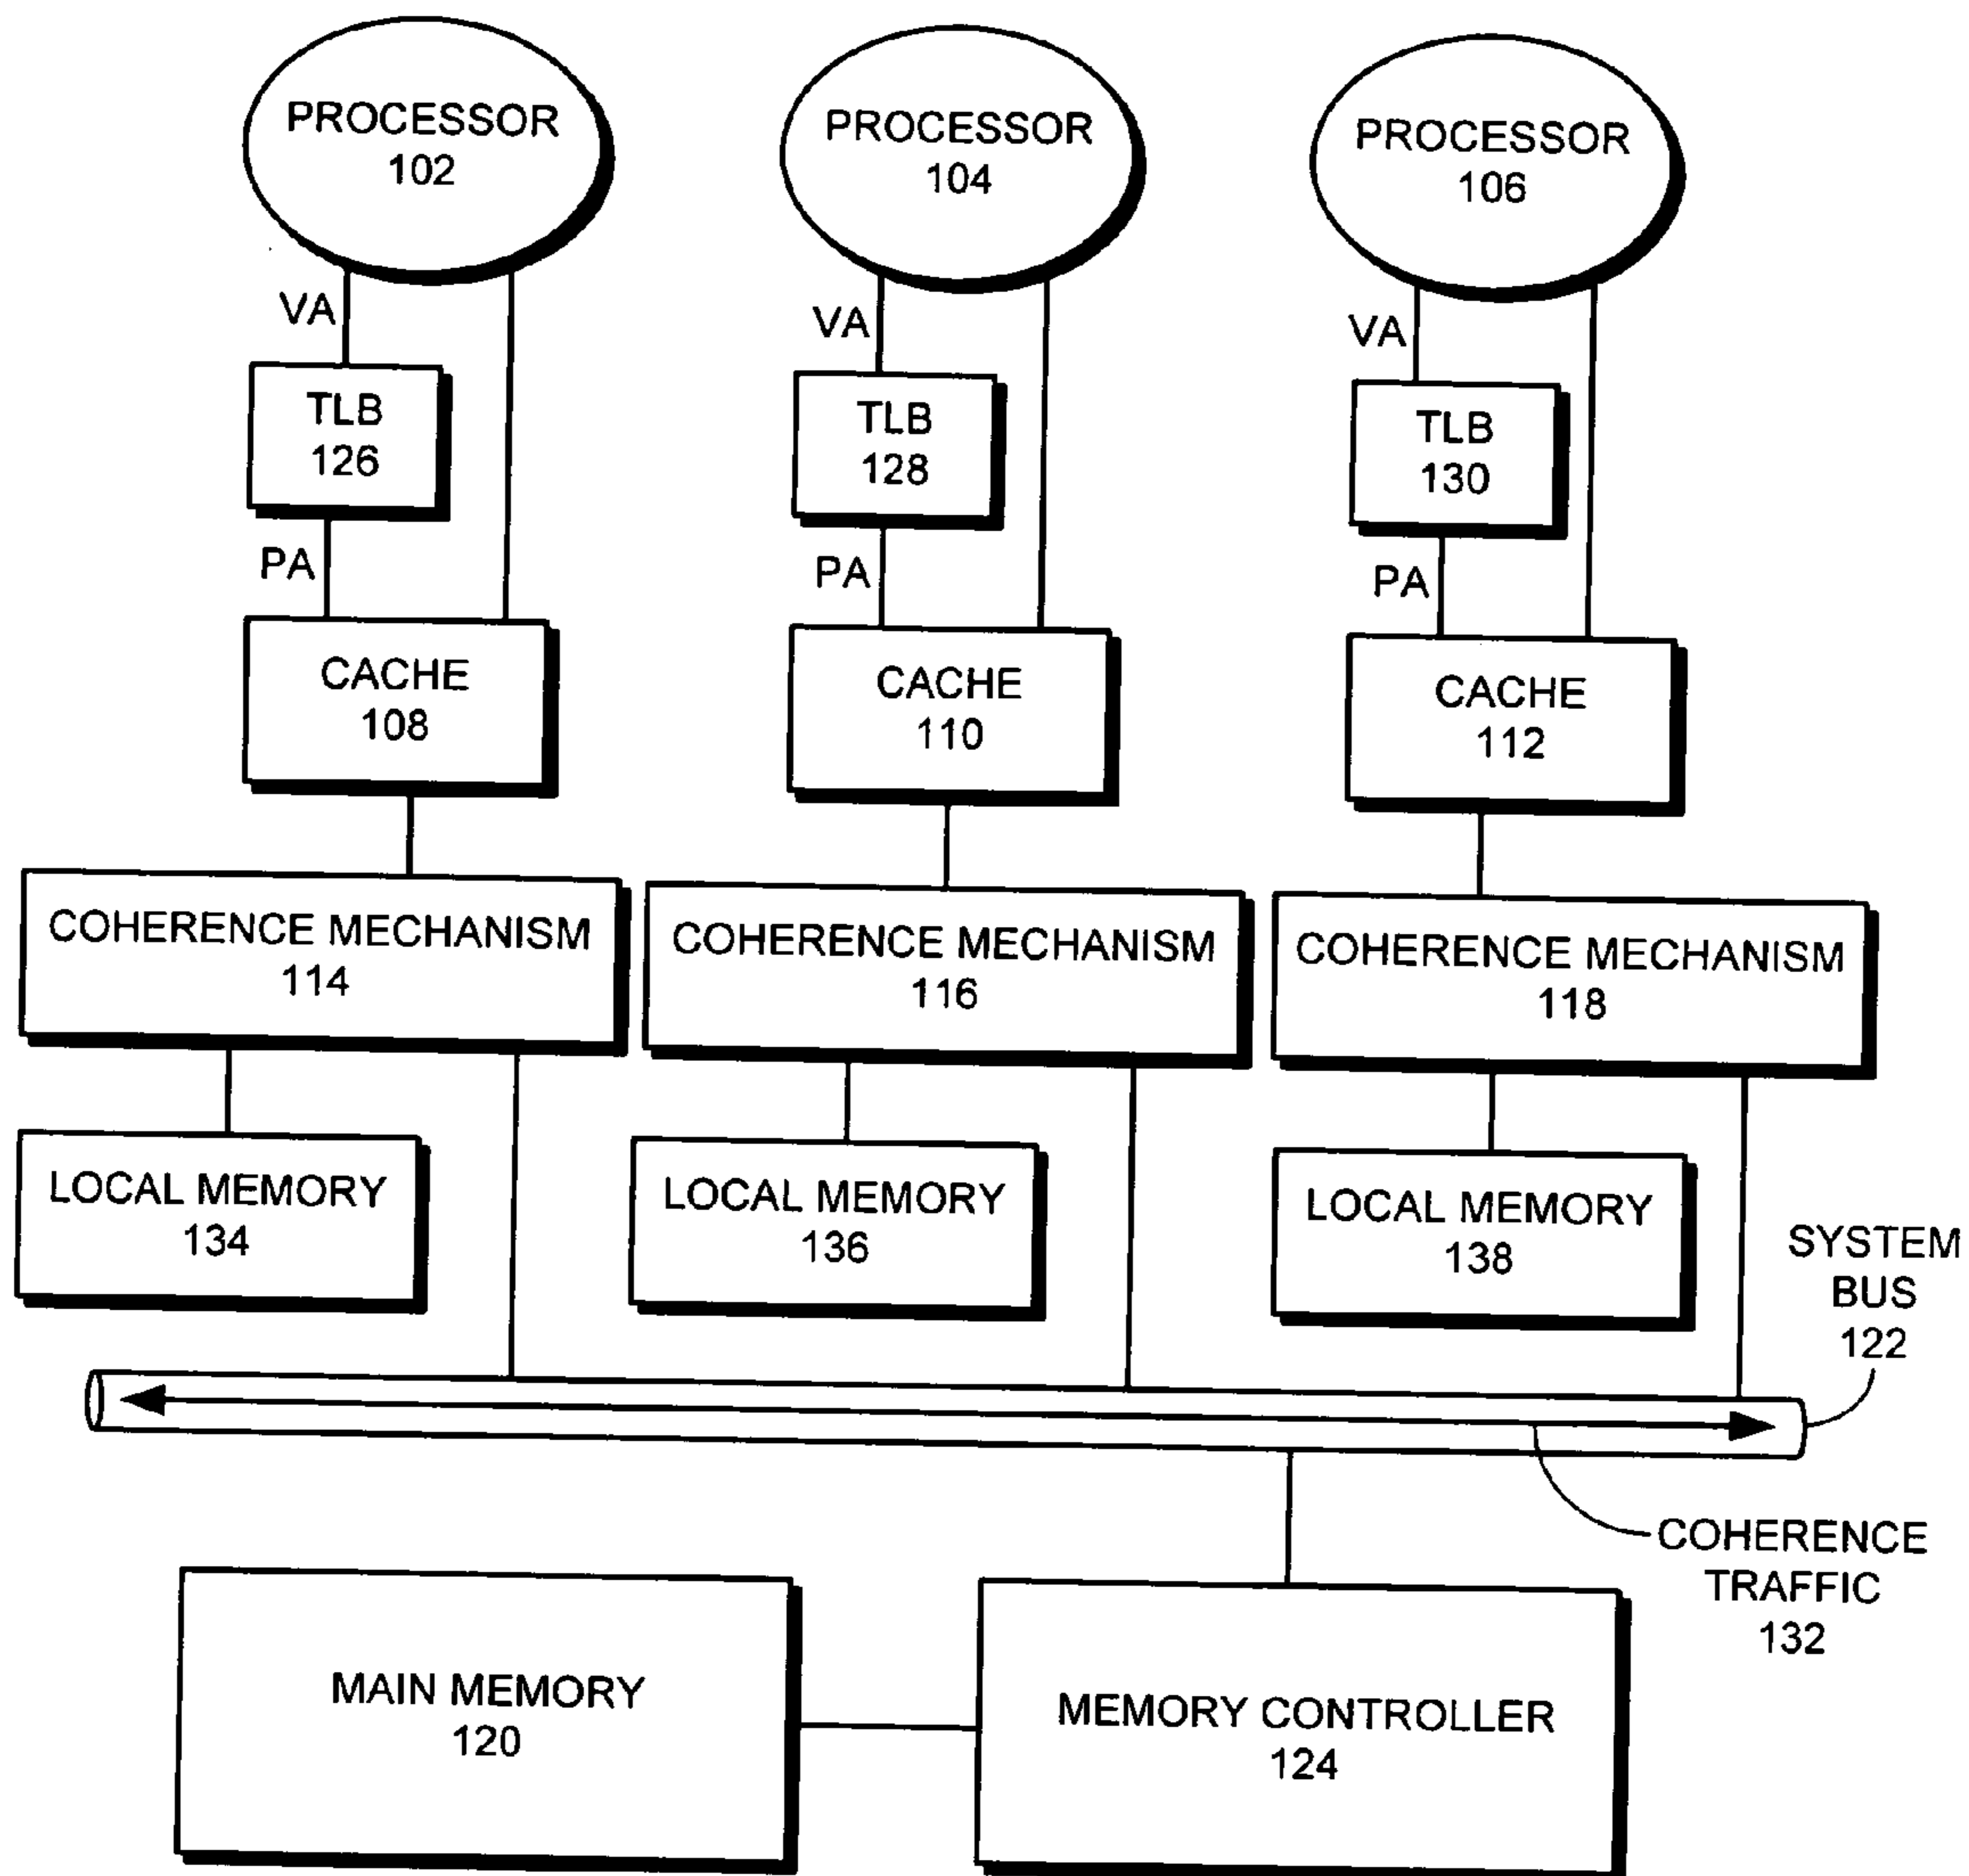 PROCESSOR
102
PROCESSOR
104
PROCESSOR
106
VA
VA
VA
TLB
126
TLB
128
TLB
130
PA
PA
PA
CACHE
108
CACHE
110
CACHE
112
COHERENCE MECHANISM
114
COHERENCE MECHANISM
116
COHERENCE MECHANISM
118
LOCAL MEMORY
134
LOCAL MEMORY
136
LOCAL MEMORY
138
SYSTEM
BUS
122
COHERENCE
TRAFFIC
132
MAIN MEMORY
120
MEMORY CONTROLLER
124